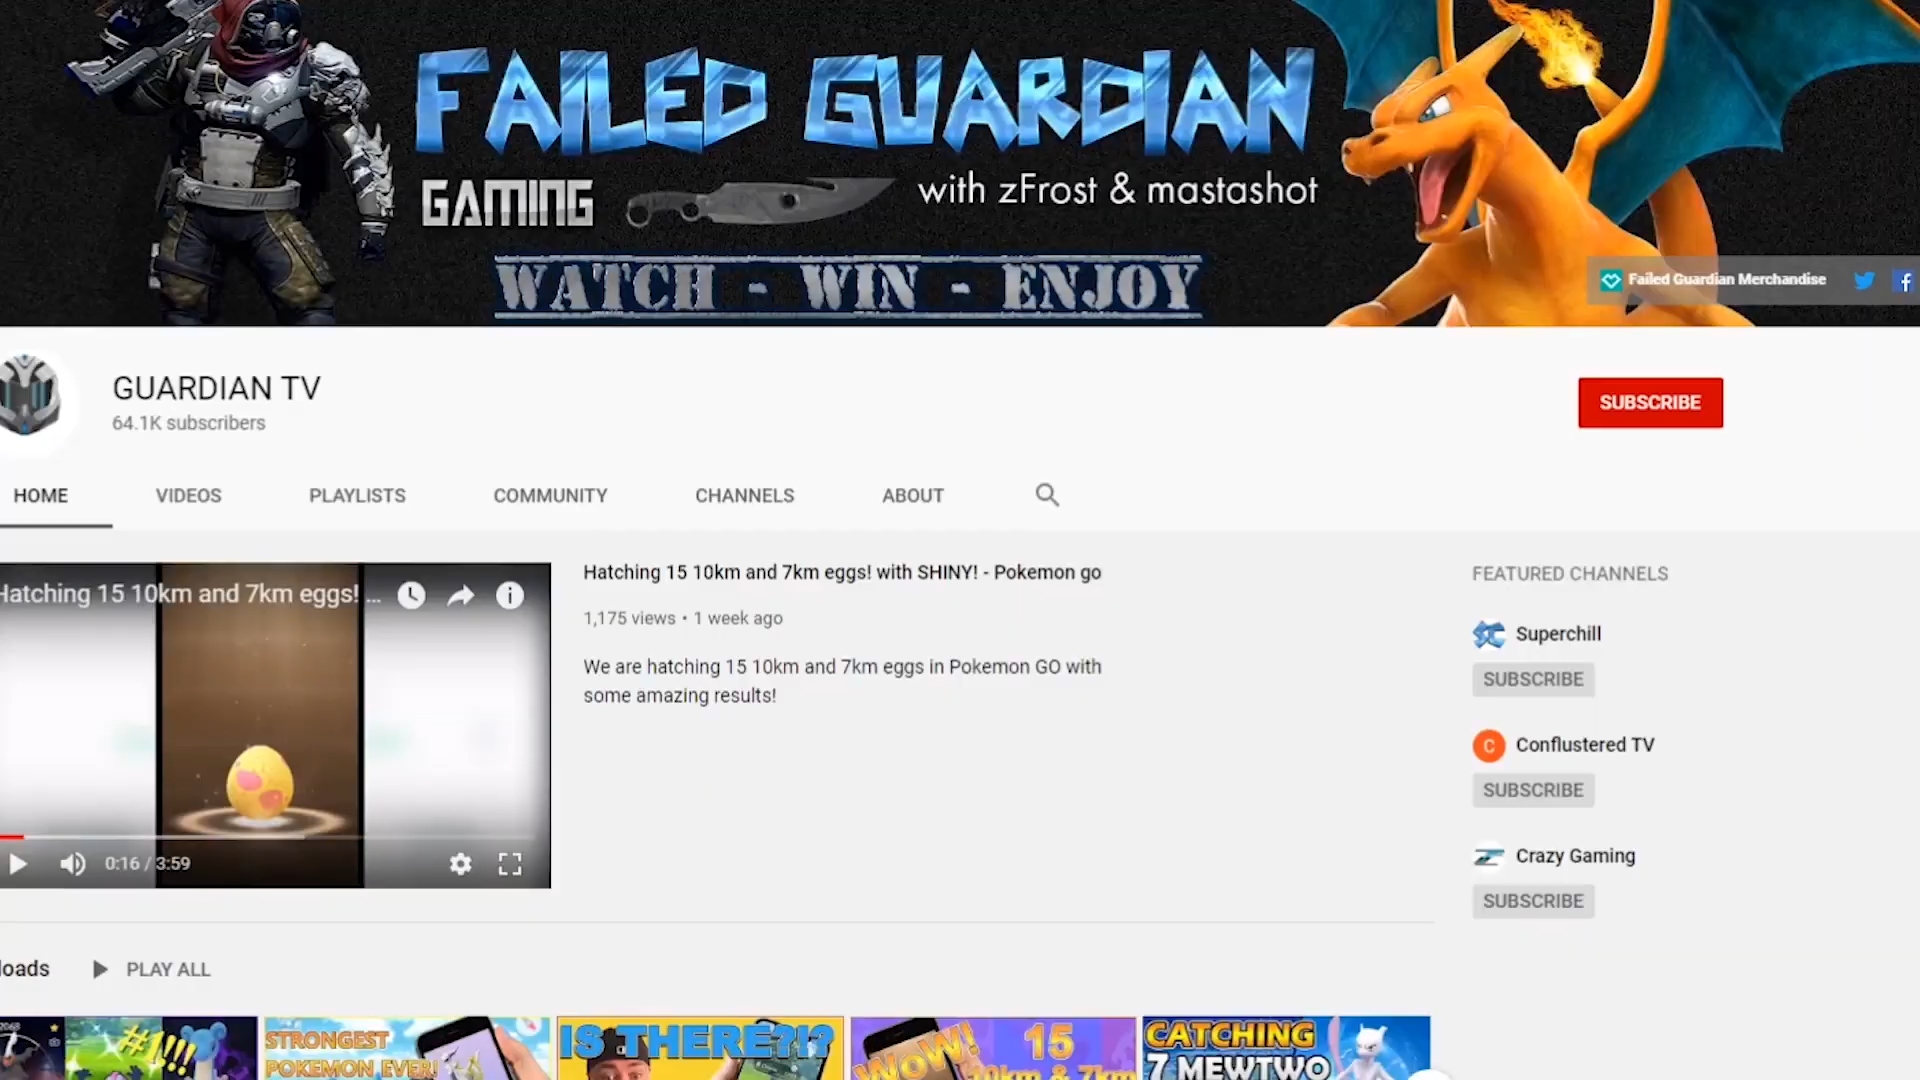 FAILED GUARDIAN
GAMING
with zFrost & mastashot
WATCH - WIN - ENJOY
Failed Guardian Merchandise
GUARDIAN TV
64.1K subscribers
SUBSCRIBE
HOME VIDEOS PLAYLISTS COMMUNITY CHANNELS ABOUT
Hatching 15 10km and 7km eggs! ...
0:16 / 3:59
Hatching 15 10km and 7km eggs! with SHINY! - Pokemon go
1,175 views • 1 week ago
We are hatching 15 10km and 7km eggs in Pokemon GO with
some amazing results!
FEATURED CHANNELS
Superchill
SUBSCRIBE
Conflustered TV
SUBSCRIBE
Crazy Gaming
SUBSCRIBE
loads PLAY ALL
#1!!!
STRONGEST
POKEMON EVER!
IS THERE?!?
WOW! 15
10km & 7km
CATCHING
7 MEWTWO